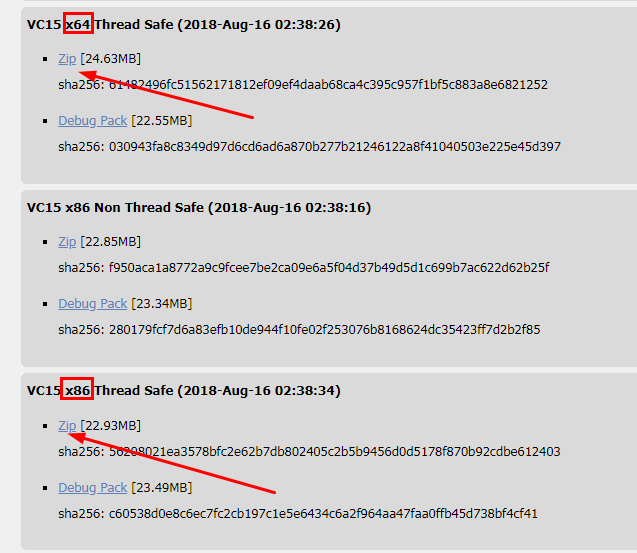 VC15 x64 Thread Safe (2018-Aug-16 02:38:26)
Zip [24.63MB]
sha256: 61482496fc51562171812ef09ef4daab68ca4c395c957f1bf5c883a8e6821252
Debug Pack [22.55MB]
sha256: 030943fa8c8349d97d6cd6ad6a870b277b21246122a8f41040503e225e45d397
VC15 x86 Non Thread Safe (2018-Aug-16 02:38:16)
Zip [22.85MB]
sha256: f950aca1a8772a9c9fcee7be2ca09e6a5f04d37b49d5d1c699b7ac622d62b25f
Debug Pack [23.34MB]
sha256: 280179fcf7d6a83efb10de944f10fe02f253076b8168624dc35423ff7d2b2f85
VC15 x86 Thread Safe (2018-Aug-16 02:38:34)
Zip [22.93MB]
sha256: 56298021ea3578bfc2e62b7db802405c2b5b9456d0d5178f870b92cdbe612403
Debug Pack [23.49MB]
sha256: c60538d0e8c6ec7fc2cb197c1e5e6434c6a2f964aa47faa0ffb45d738bf4cf41